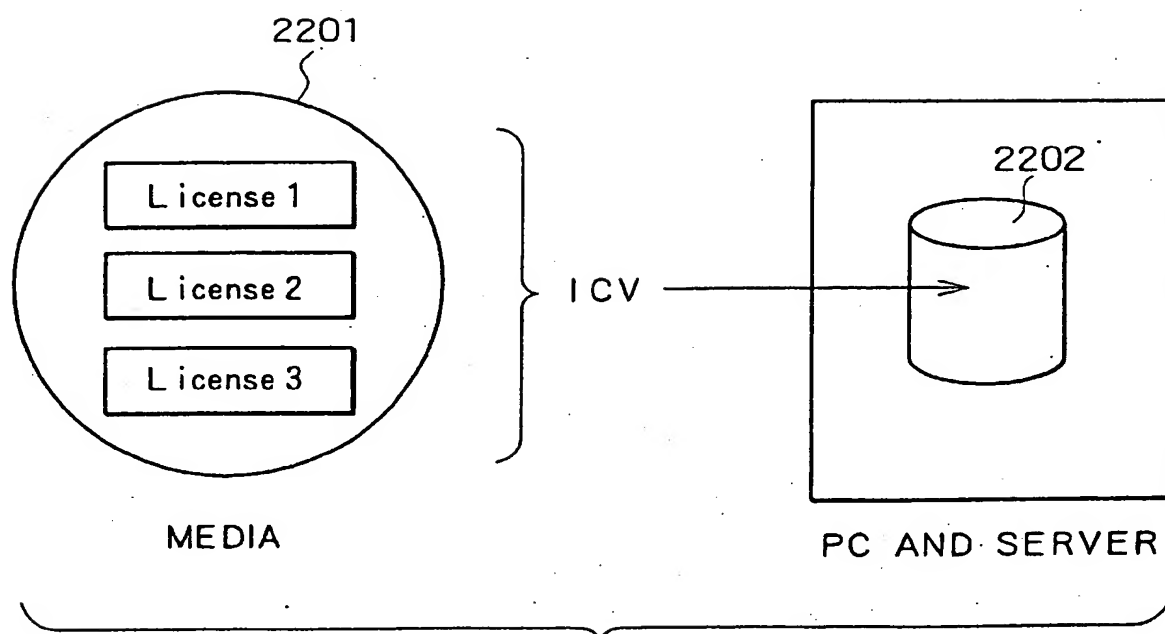 2201
License 1
License 2
License 3
MEDIA
ICV
2202
PC AND SERVER